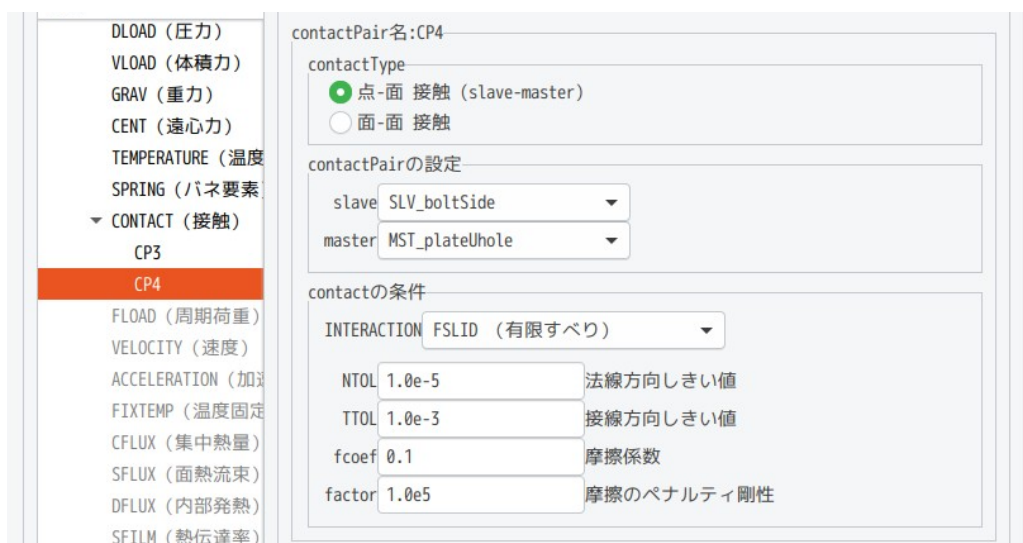 DLOAD (圧力)
VLOAD (体積力)
GRAV (重力)
CENT (遠心力)
TEMPERATURE (温度
SPRING (バネ要素)
CONTACT (接触)
CP3
CP4
FLOAD (周期荷重)
VELOCITY (速度)
ACCELERATION (加速
FIXTEMP (温度固定
CFLUX (集中熱量)
SFLUX (面熱流束)
DFLUX (内部発熱)
SFILM (熱伝達率)
contactPair名:CP4
contactType
点-面 接触 (slave-master)
面-面 接触
contactPairの設定
slave SLV_boltSide
master MST_plateUhole
contactの条件
INTERACTION FSLID (有限すべり)
NTOL 1.0e-5 法線方向しきい値
TTOL 1.0e-3 接線方向しきい値
fcoef 0.1 摩擦係数
factor 1.0e5 摩擦のペナルティ剛性